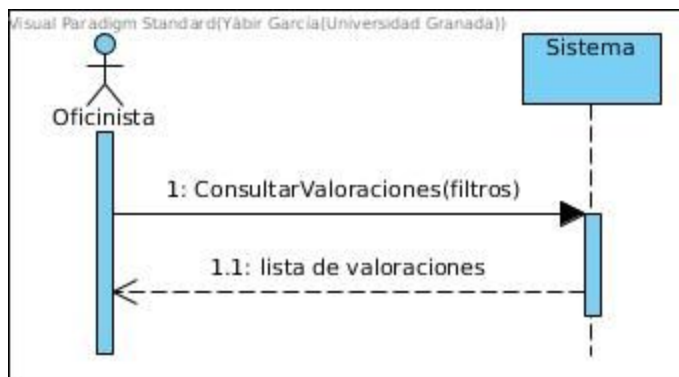 Visual Paradigm Standard(Yábir García(Universidad Granada))
Sistema
Oficinista
1: ConsultarValoraciones(filtros)
1.1: lista de valoraciones